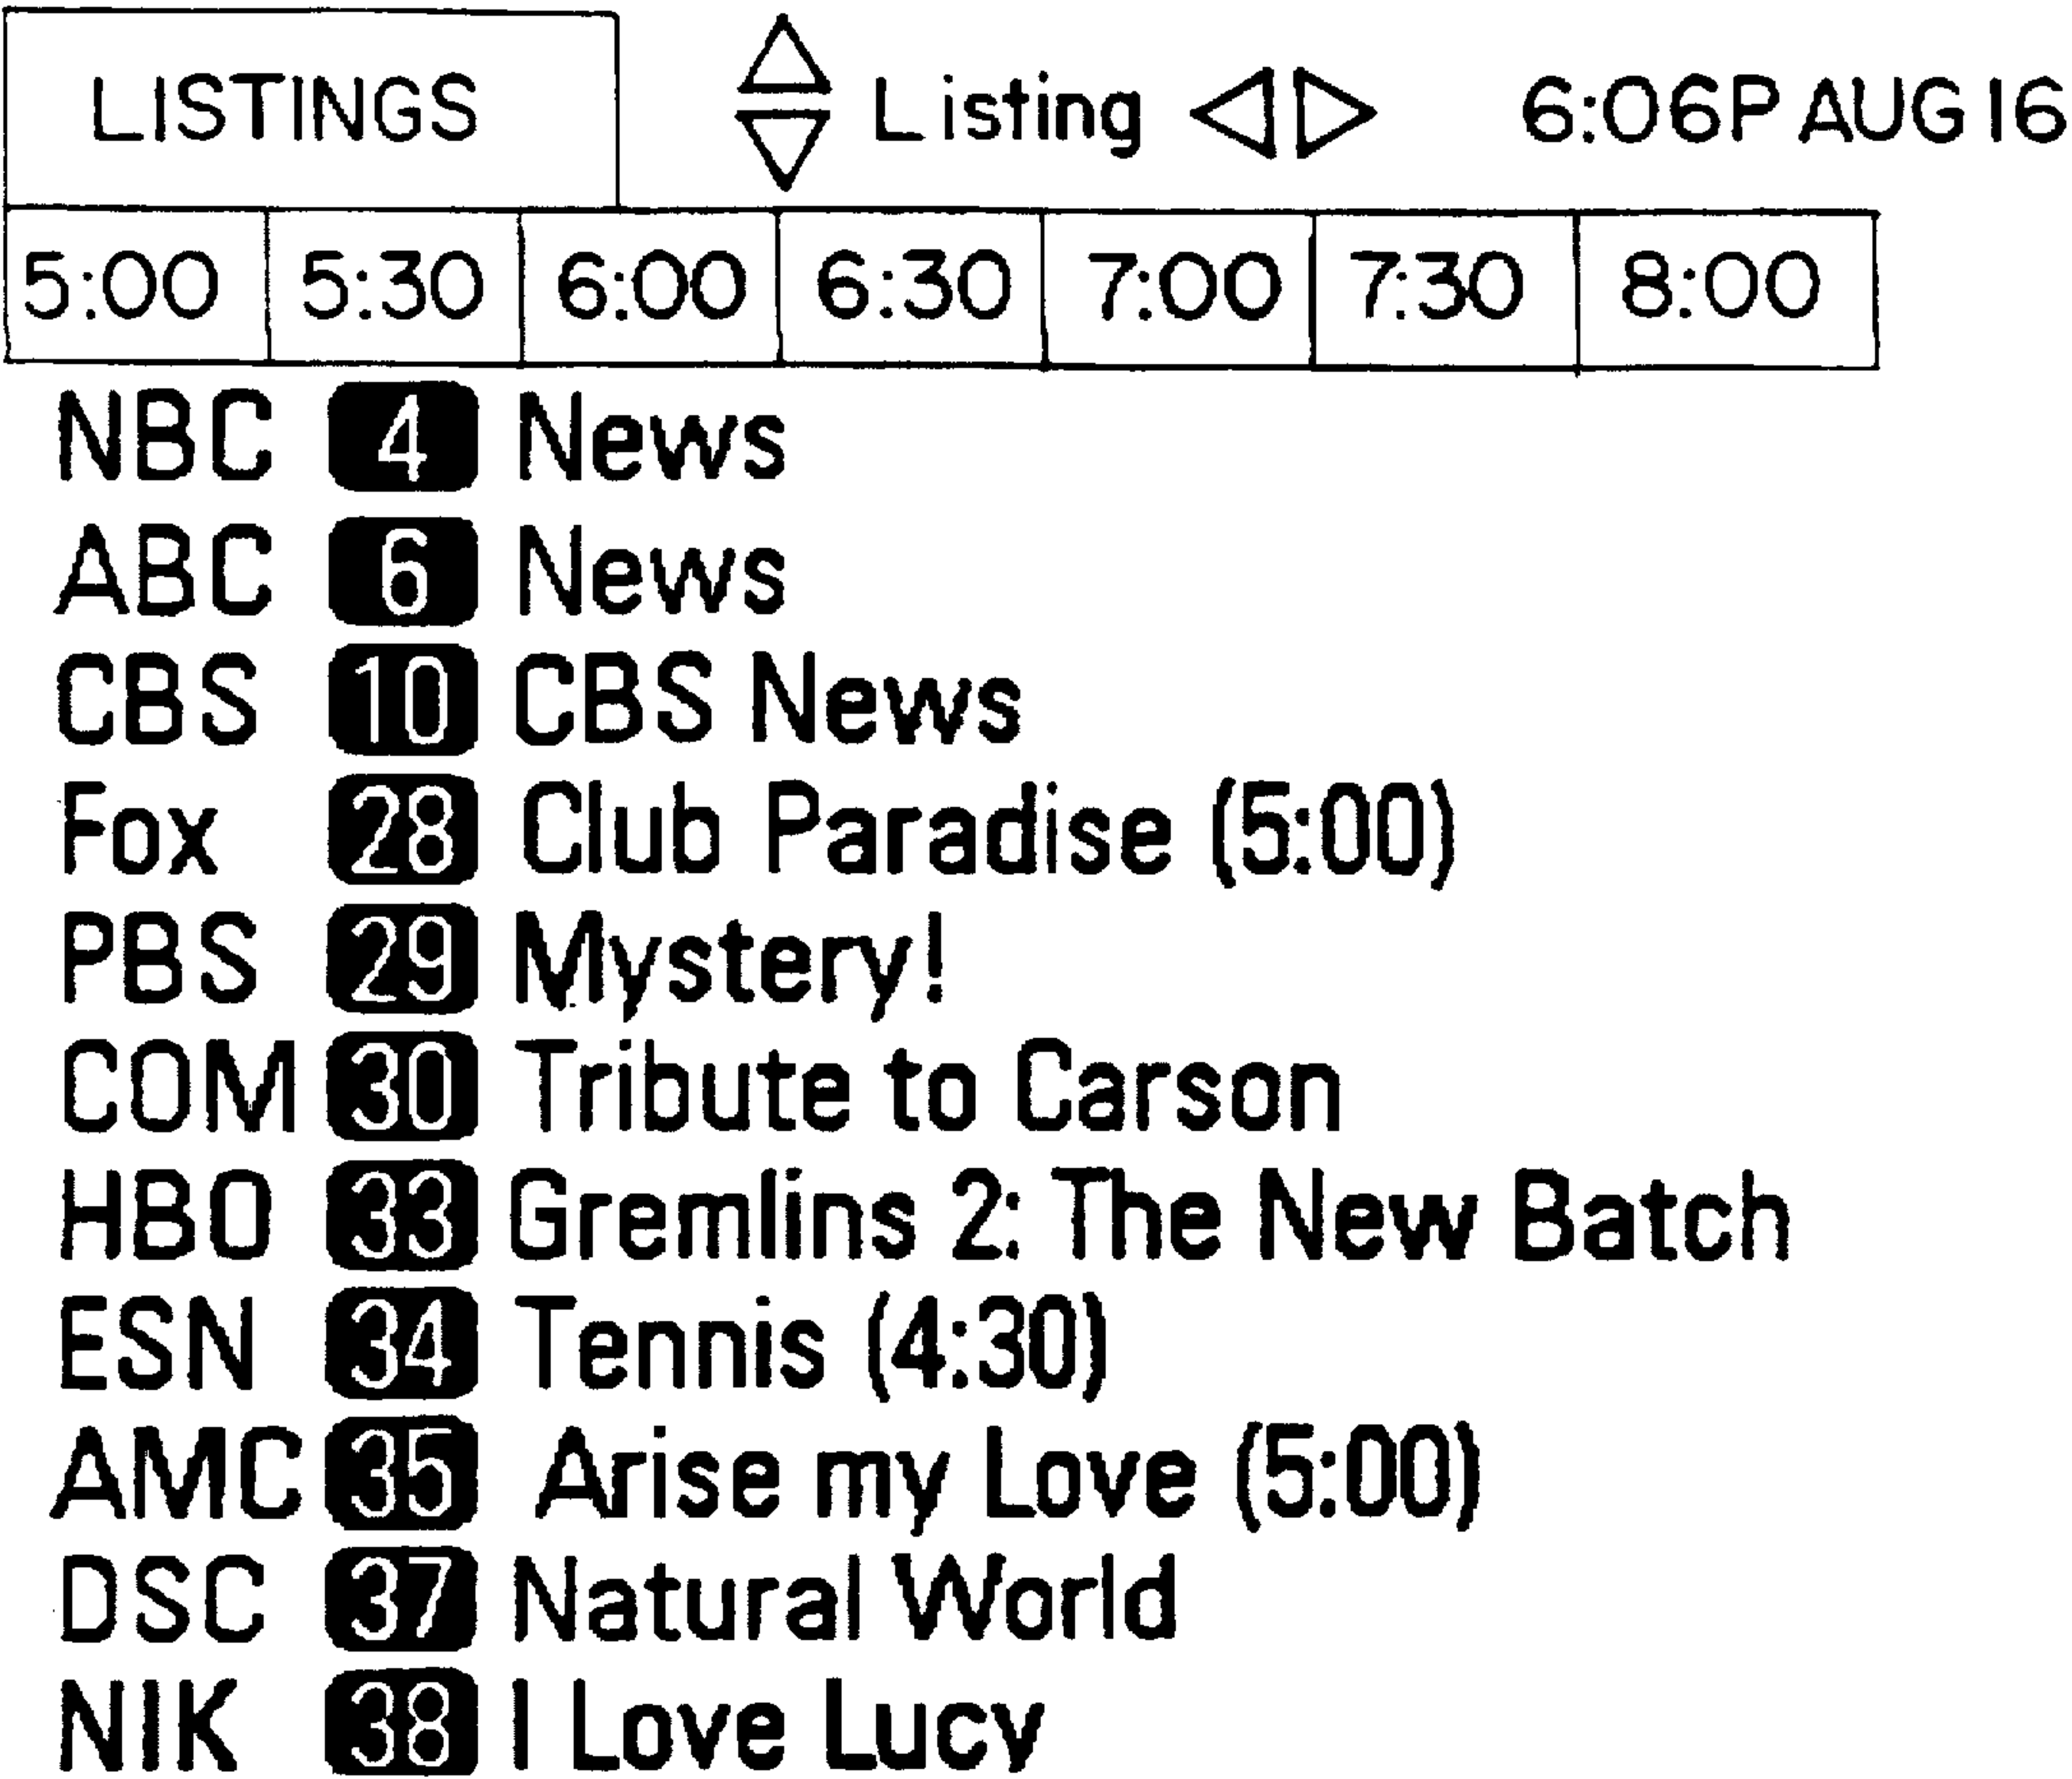 LISTINGS Listing 6:06P AUG 16
5:00 5:30 6:00 6:30 7:00 7:30 8:00
NBC 4 News
ABC 6 News
CBS 10 CBS News
Fox 28 Club Paradise (5:00)
PBS 29 Mystery!
COM 30 Tribute to Carson
HBO 33 Gremlins 2: The New Batch
ESN 34 Tennis (4:30)
AMC 35 Arise my Love (5:00)
DSC 37 Natural World
NIK 38 I Love Lucy